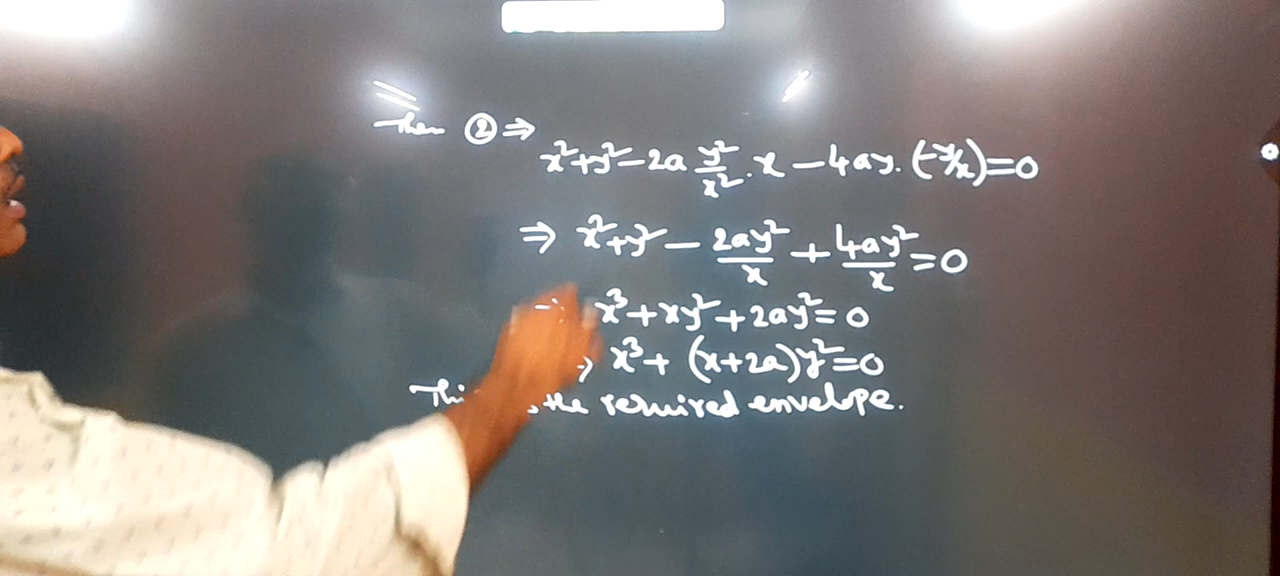 Then ② ⇒
x²+y²-2a y²/x² . x - 4ay. (-y/x)=0
⇒ x²+y² - 2ay²/x + 4ay²/x =0
x³+xy²+2ay²=0
x³+ (x+2a)y²=0
the required envelope.